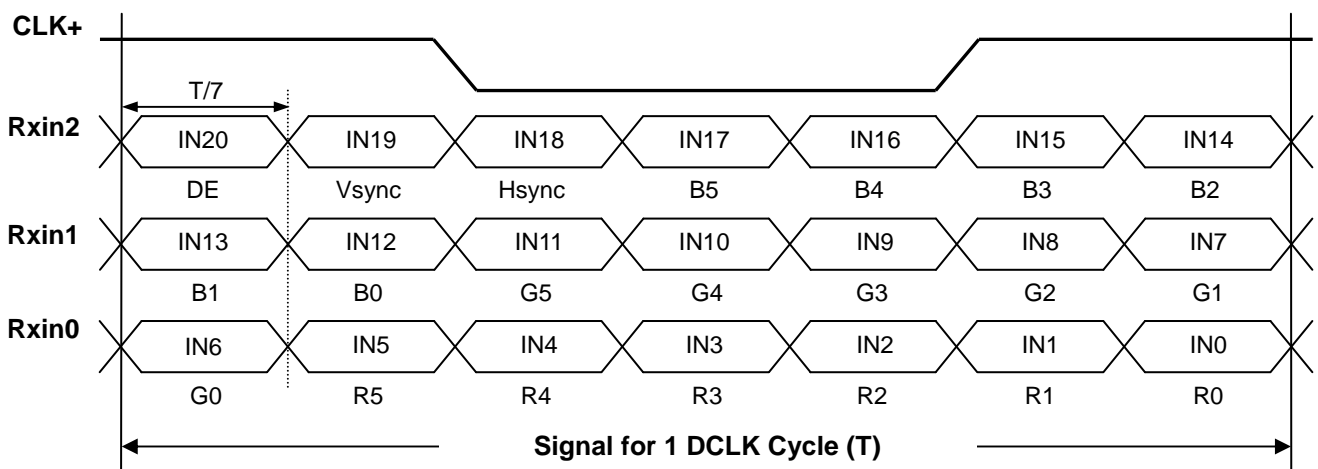 CLK+
T/7
Rxin2 IN20 IN19 IN18 IN17 IN16 IN15 IN14
DE Vsync Hsync B5 B4 B3 B2
Rxin1 IN13 IN12 IN11 IN10 IN9 IN8 IN7
B1 B0 G5 G4 G3 G2 G1
Rxin0 IN6 IN5 IN4 IN3 IN2 IN1 IN0
G0 R5 R4 R3 R2 R1 R0
Signal for 1 DCLK Cycle (T)